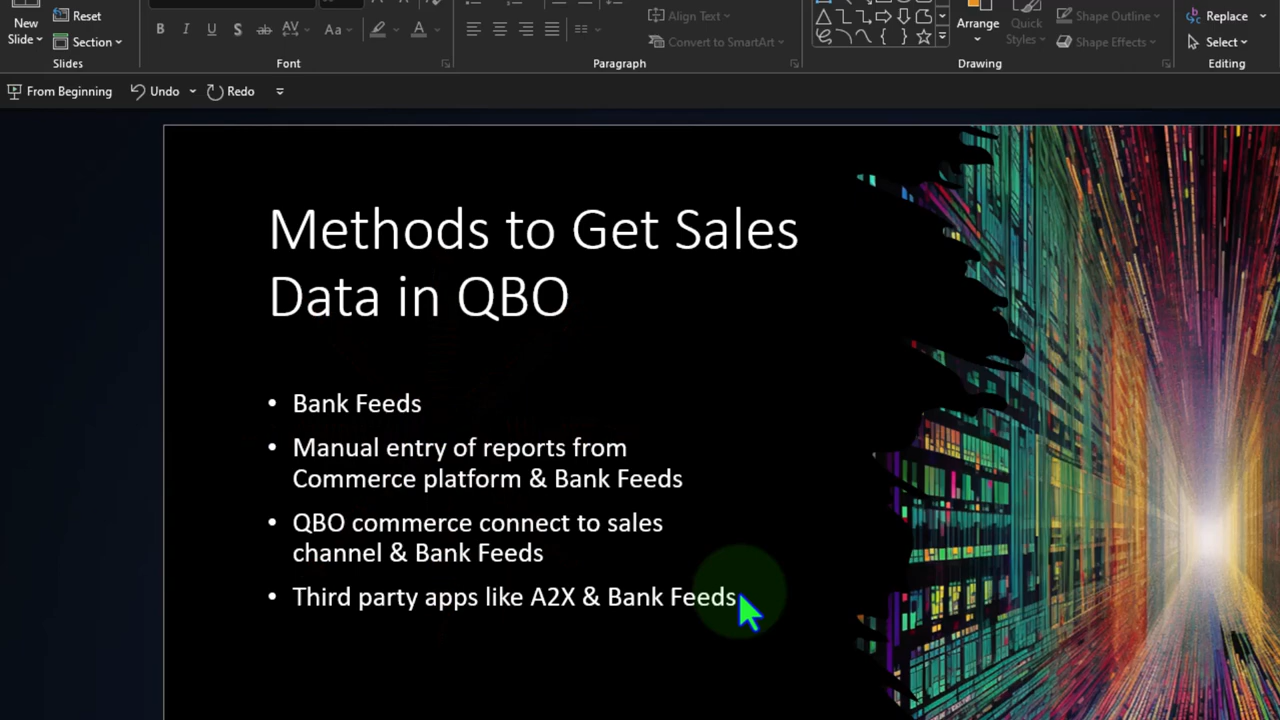 New
Slide
Reset
Section
Slides
B I U S ab AV Aa A
Font
Paragraph
Align Text
Convert to SmartArt
Arrange
Quick
Styles
Shape Outline
Shape Effects
Drawing
Replace
Select
Editing
From Beginning Undo Redo
Methods to Get Sales
Data in QBO
• Bank Feeds
• Manual entry of reports from
Commerce platform & Bank Feeds
• QBO commerce connect to sales
channel & Bank Feeds
• Third party apps like A2X & Bank Feeds